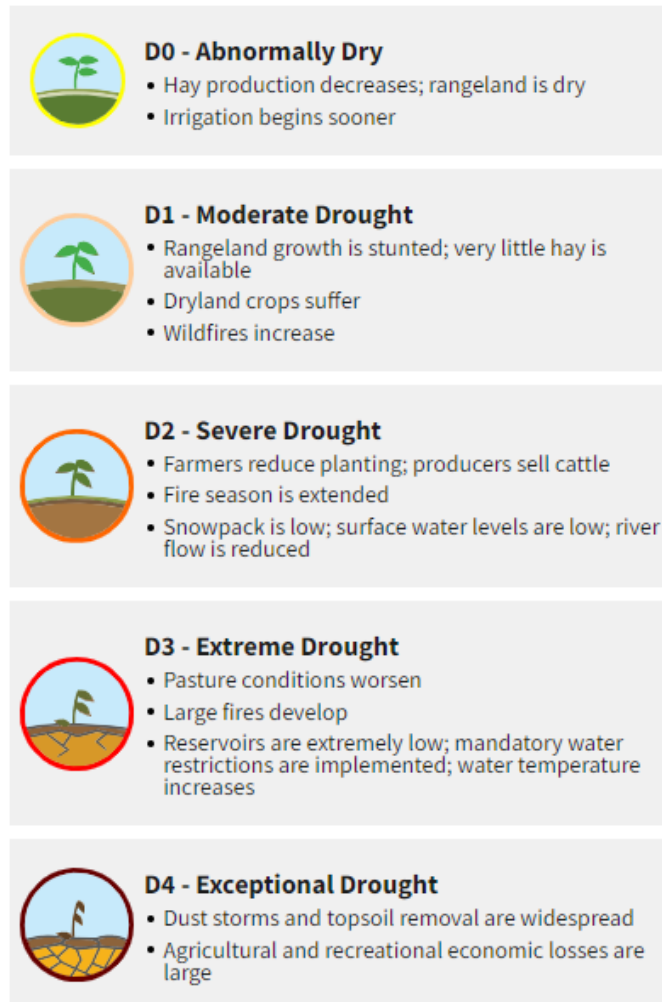 D0 - Abnormally Dry
• Hay production decreases; rangeland is dry
• Irrigation begins sooner
D1 - Moderate Drought
• Rangeland growth is stunted; very little hay is
available
• Dryland crops suffer
• Wildfires increase
D2 - Severe Drought
• Farmers reduce planting; producers sell cattle
• Fire season is extended
• Snowpack is low; surface water levels are low; river
flow is reduced
D3 - Extreme Drought
• Pasture conditions worsen
• Large fires develop
• Reservoirs are extremely low; mandatory water
restrictions are implemented; water temperature
increases
D4 - Exceptional Drought
• Dust storms and topsoil removal are widespread
• Agricultural and recreational economic losses are
large